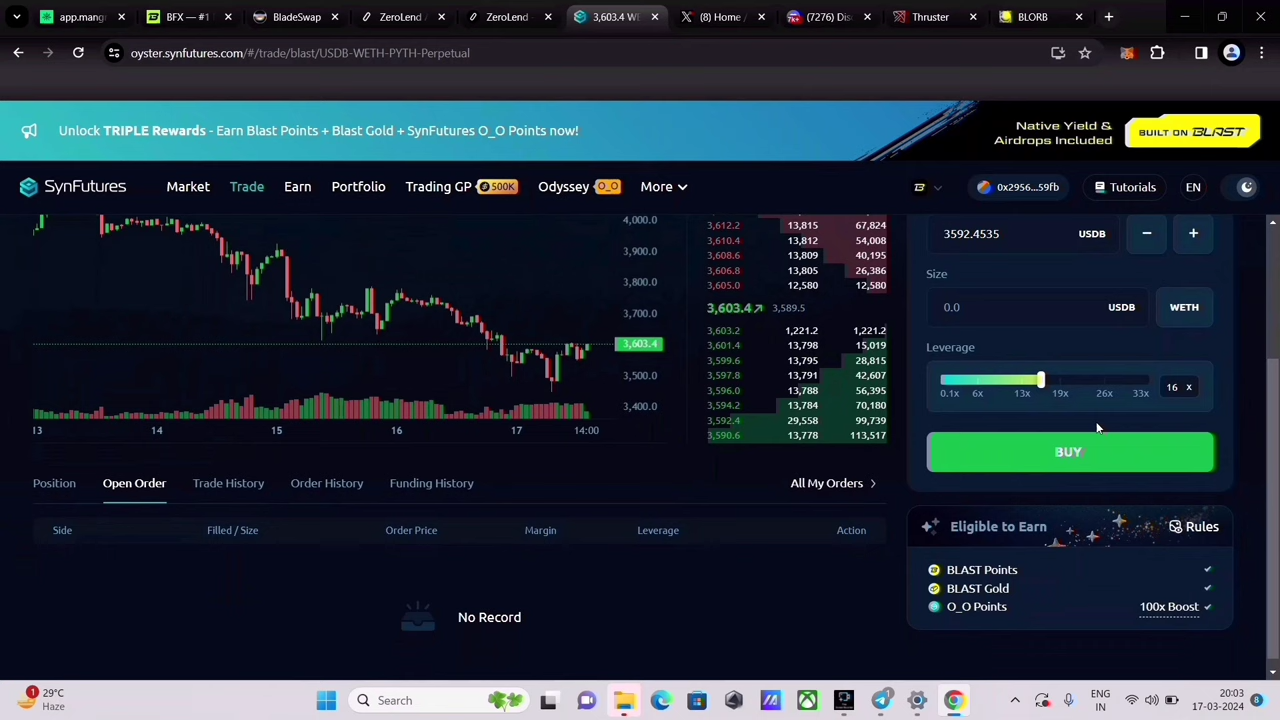 app.mangr
BFX — #1
BladeSwap
ZeroLend
ZeroLend
3,603.4 WE
(8) Home
(7276) Dis
Thruster
BLORB
oyster.synfutures.com/#/trade/blast/USDB-WETH-PYTH-Perpetual
Unlock TRIPLE Rewards - Earn Blast Points + Blast Gold + SynFutures O_O Points now!
Native Yield &
Airdrops Included
BUILT ON BLAST
SynFutures Market Trade Earn Portfolio Trading GP 500K Odyssey O_O More 0x2956...59fb Tutorials EN
4,000.0
3,900.0
3,800.0
3,700.0
3,603.4
3,500.0
3,400.0
13 14 15 16 17 14:00
3,612.2 13,815 67,824
3,610.4 13,812 54,008
3,608.6 13,809 40,195
3,606.8 13,805 26,386
3,605.0 12,580 12,580
3,603.4↗ 3,589.5
3,603.2 1,221.2 1,221.2
3,601.4 13,798 15,019
3,599.6 13,795 28,815
3,597.8 13,791 42,607
3,596.0 13,788 56,395
3,594.2 13,784 70,180
3,592.4 29,558 99,739
3,590.6 13,778 113,517
3592.4535 USDB − +
Size
0.0 USDB WETH
Leverage
0.1x 6x 13x 19x 26x 33x
16 x
BUY
Position Open Order Trade History Order History Funding History All My Orders
Side Filled / Size Order Price Margin Leverage Action
No Record
Eligible to Earn Rules
BLAST Points
BLAST Gold
O_O Points 100x Boost
1
29°C
Haze
Search
ENG
IN
20:03
17-03-2024
8